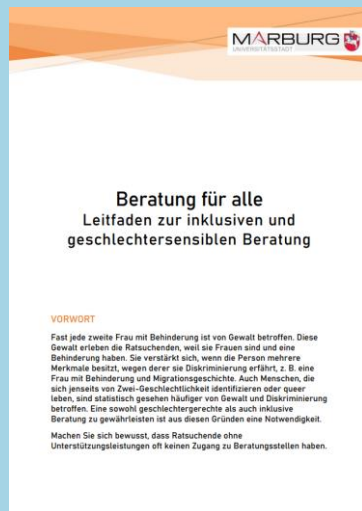 MARBURG
UNIVERSITÄTSSTADT
Beratung für alle
Leitfaden zur inklusiven und
geschlechtersensiblen Beratung
VORWORT
Fast jede zweite Frau mit Behinderung ist von Gewalt betroffen. Diese
Gewalt erleben die Ratsuchenden, weil sie Frauen sind und eine
Behinderung haben. Sie verstärkt sich, wenn die Person mehrere
Merkmale besitzt, wegen derer sie Diskriminierung erfährt, z. B. eine
Frau mit Behinderung und Migrationsgeschichte. Auch Menschen, die
sich jenseits von Zwei-Geschlechtlichkeit identifizieren oder queer
leben, sind statistisch gesehen häufiger von Gewalt und Diskriminierung
betroffen. Eine sowohl geschlechtergerechte als auch inklusive
Beratung zu gewährleisten ist aus diesen Gründen eine Notwendigkeit.
Machen Sie sich bewusst, dass Ratsuchende ohne
Unterstützungsleistungen oft keinen Zugang zu Beratungsstellen haben.